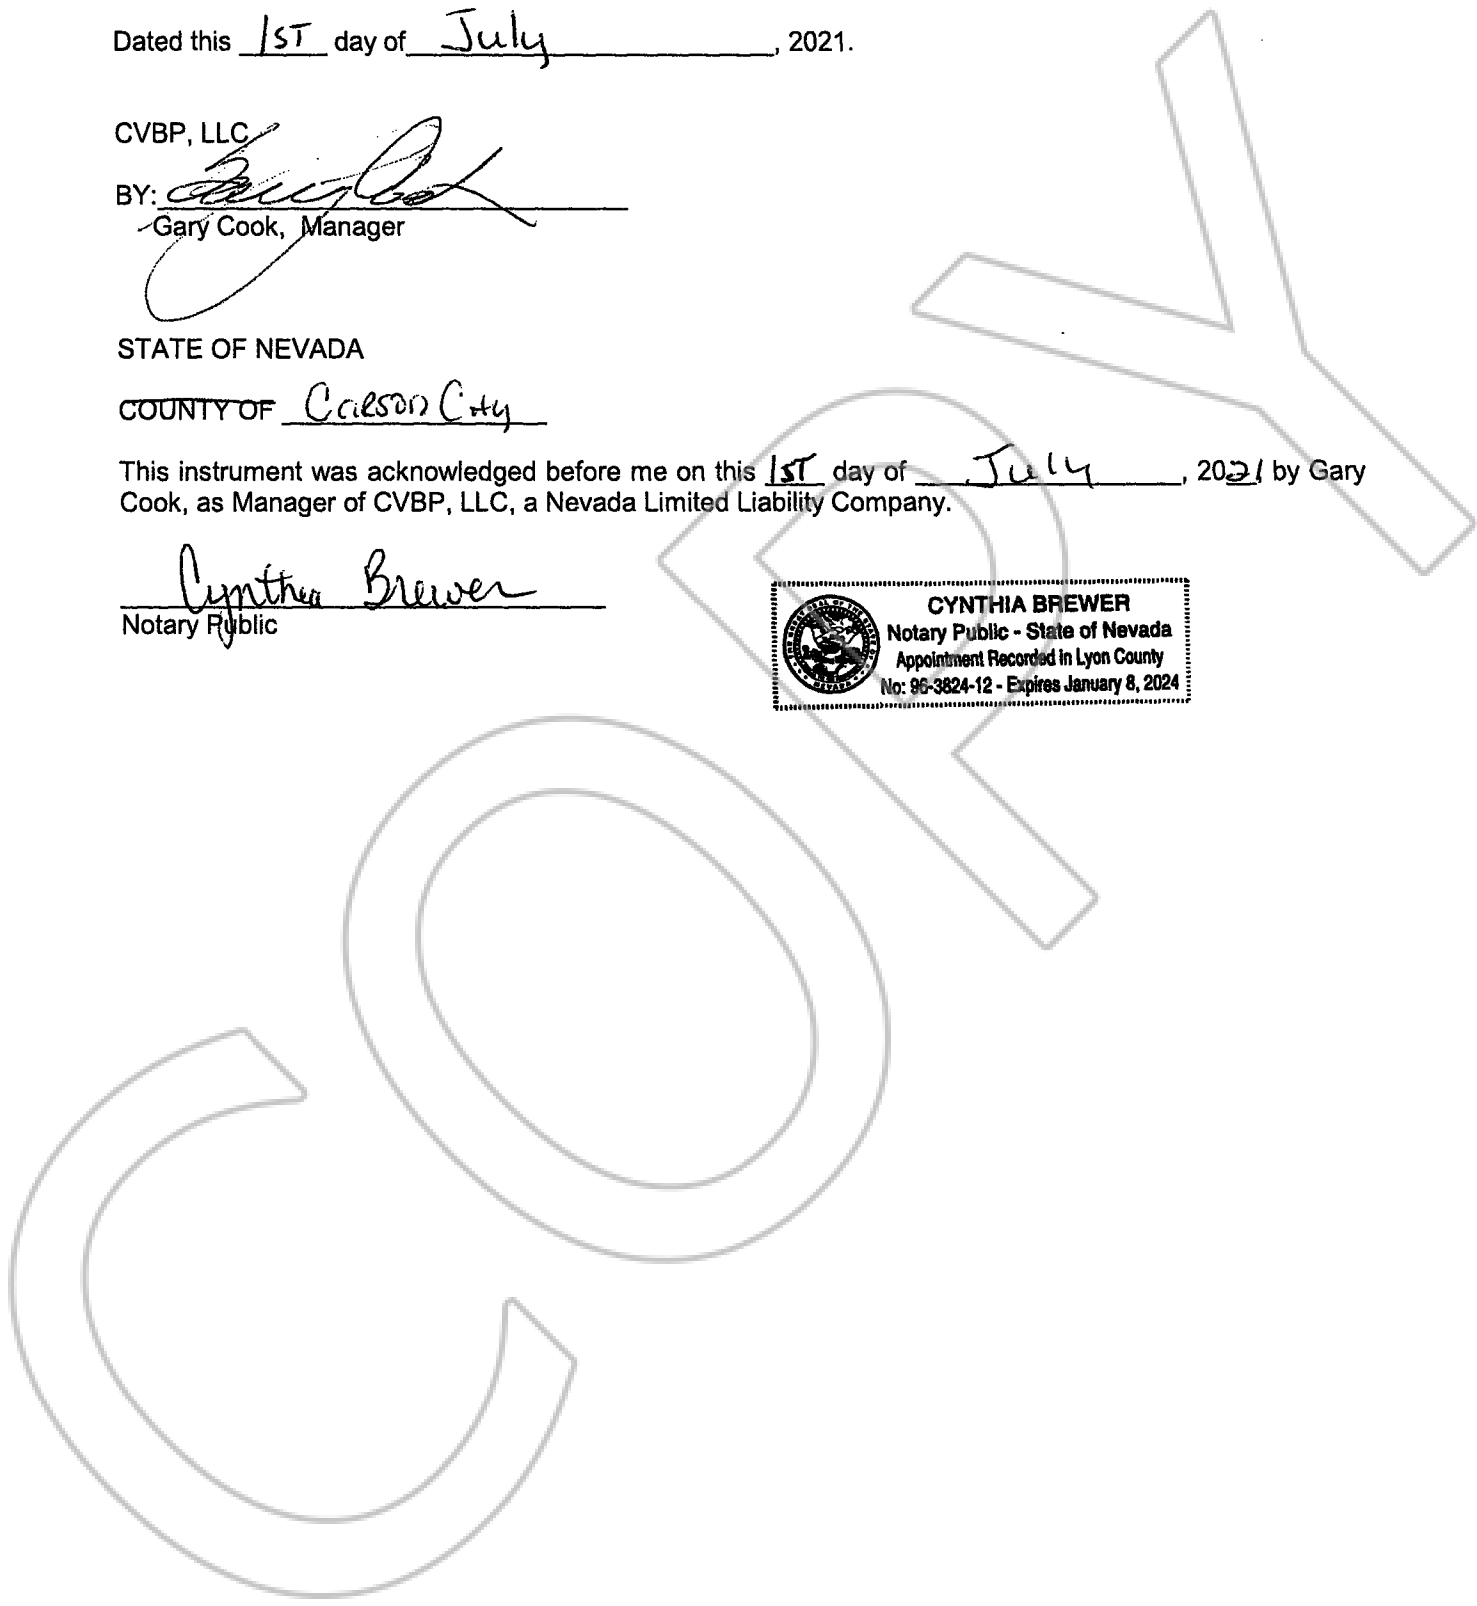 Dated this 1ST day of July, 2021.
CVBP, LLC
BY: Gary Cook
Gary Cook, Manager
STATE OF NEVADA
COUNTY OF Carson City
This instrument was acknowledged before me on this 1ST day of July, 2021 by Gary
Cook, as Manager of CVBP, LLC, a Nevada Limited Liability Company.
Cynthia Brewer
Notary Public
CYNTHIA BREWER
Notary Public - State of Nevada
Appointment Recorded in Lyon County
No: 96-3824-12 - Expires January 8, 2024
COPY